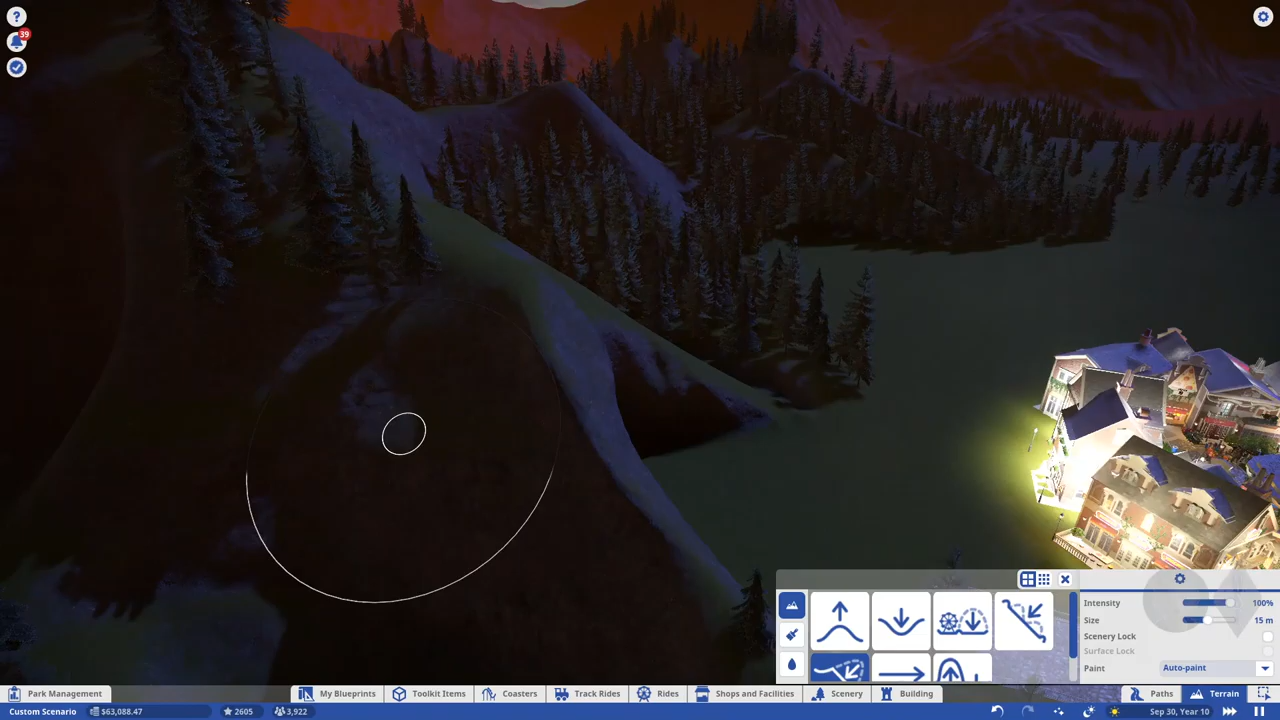 39
Intensity 100%
Size 15 m
Scenery Lock
Surface Lock
Paint Auto-paint
Park Management My Blueprints Toolkit Items Coasters Track Rides Rides Shops and Facilities Scenery Building Paths Terrain
Custom Scenario $63,088.47 2605 3,922 Sep 30, Year 10